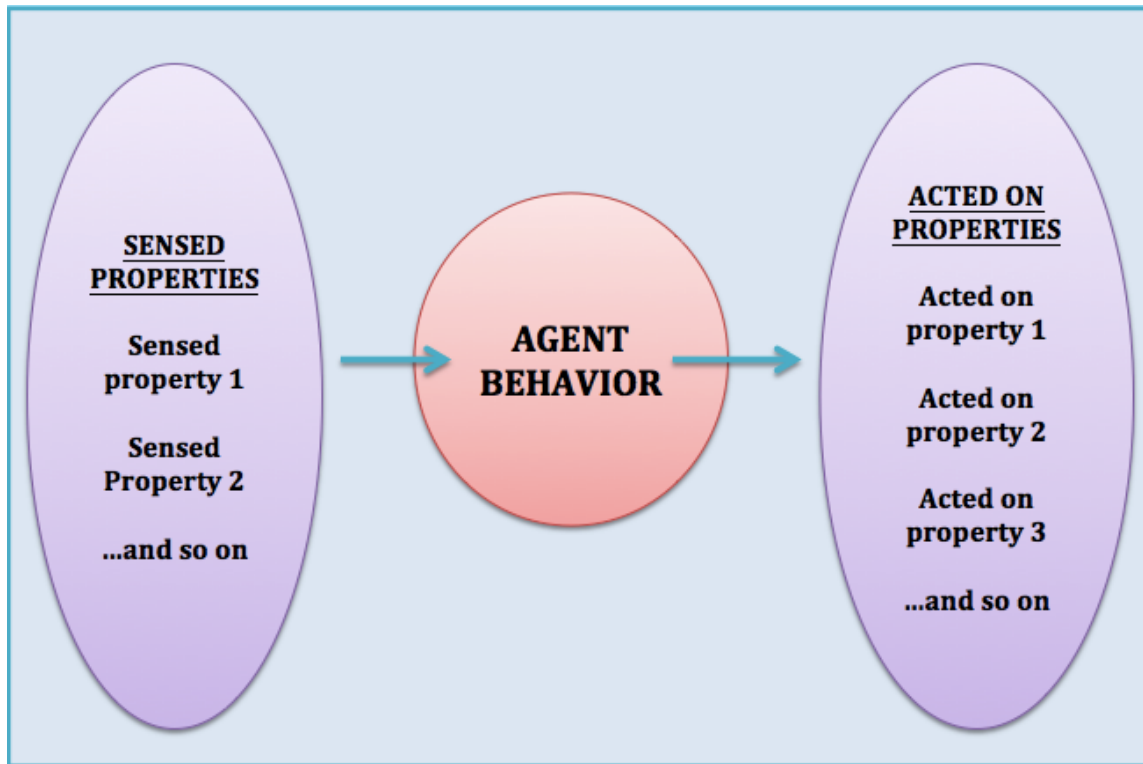 SENSED
PROPERTIES
Sensed
property 1
Sensed
Property 2
...and so on
AGENT
BEHAVIOR
ACTED ON
PROPERTIES
Acted on
property 1
Acted on
property 2
Acted on
property 3
...and so on